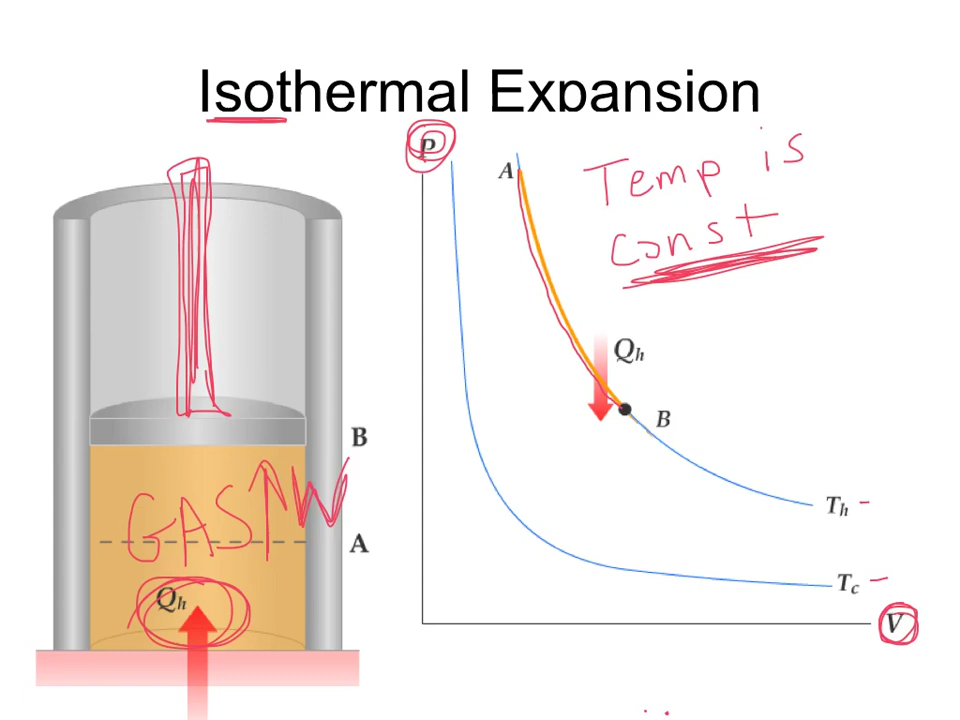 Isothermal Expansion
P
A
Temp is
const
Qh
B
B
GAS W
A
Qh
Th
Tc
V